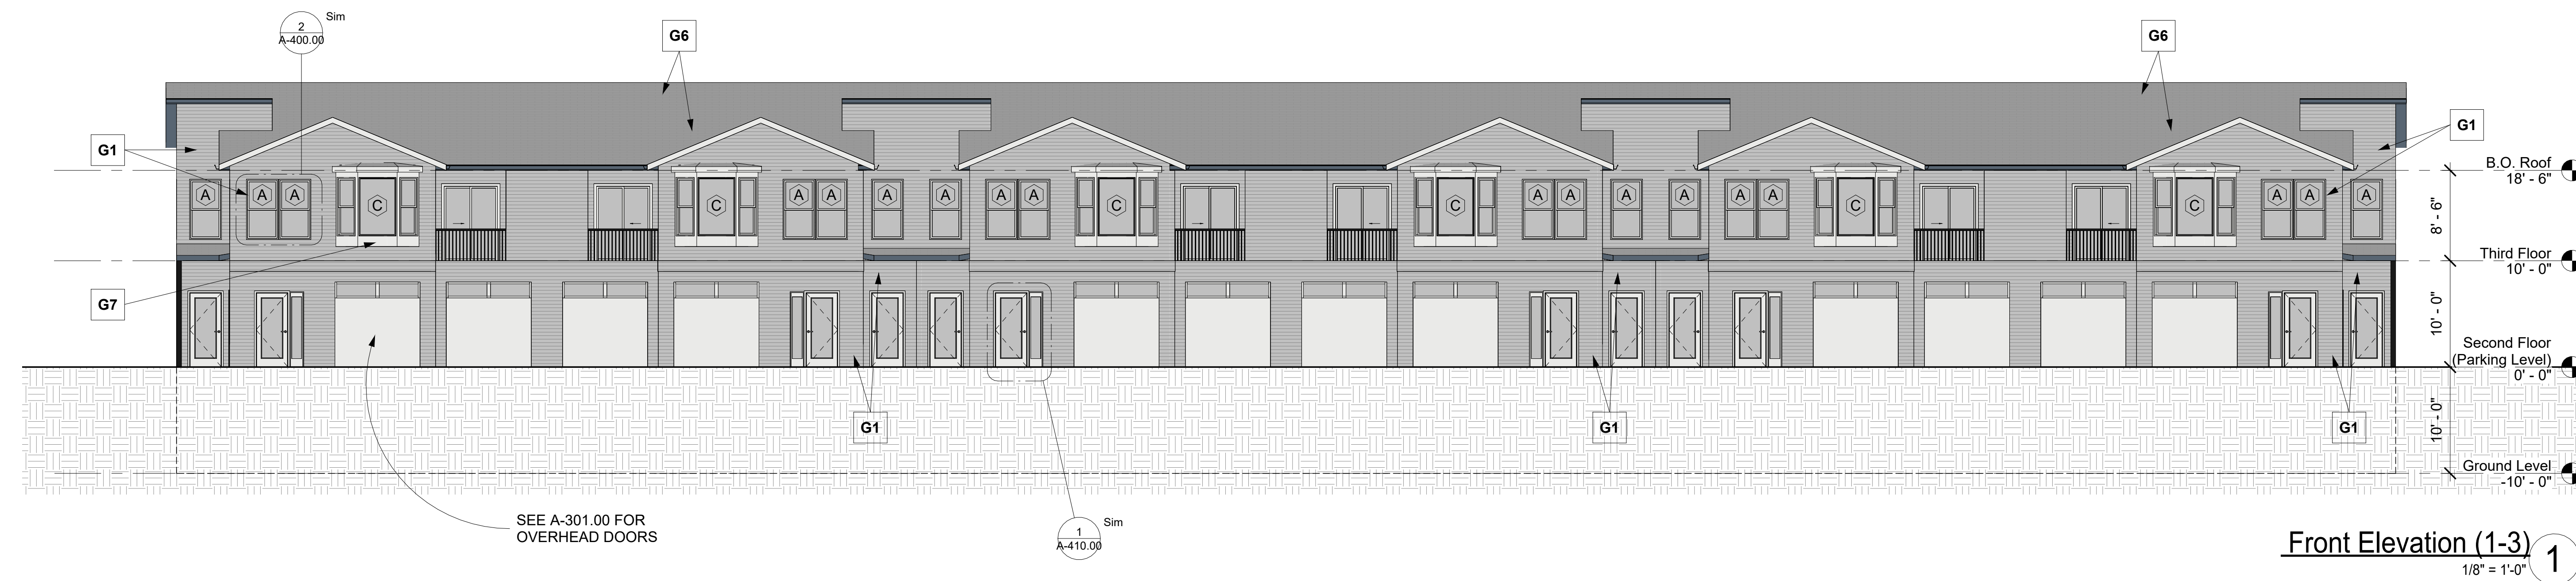 2
Sim
A-400.00
G6
G6
G1
G1
B.O. Roof
18' - 6"
A
A
A
C
C
A
A
A
A
A
A
C
C
A
A
A
A
A
A
C
C
A
A
A
8' - 6"
Third Floor
10' - 0"
G7
10' - 0"
Second Floor
(Parking Level)
0' - 0"
G1
G1
G1
10' - 0"
Ground Level
-10' - 0"
SEE A-301.00 FOR
OVERHEAD DOORS
1
Sim
A-410.00
Front Elevation (1-3)
1
1/8" = 1'-0"